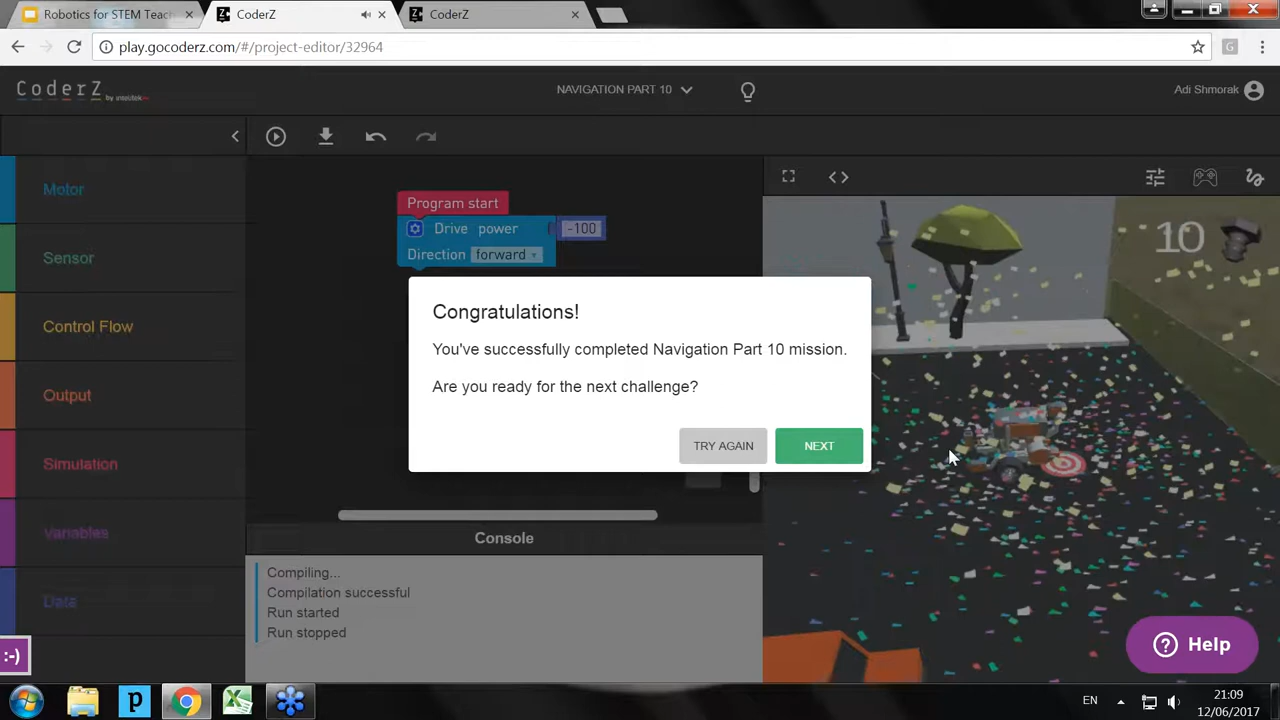 Robotics for STEM Teach
CoderZ
CoderZ
play.gocoderz.com/#/project-editor/32964
G
CoderZ
by intelitek
NAVIGATION PART 10
Adi Shmorak
Motor
Sensor
Control Flow
Output
Simulation
Variables
Data
Program start
Drive power -100
Direction forward
10
Congratulations!
You've successfully completed Navigation Part 10 mission.
Are you ready for the next challenge?
TRY AGAIN
NEXT
Console
Compiling...
Compilation successful
Run started
Run stopped
:-)
Help
p
EN
21:09
12/06/2017